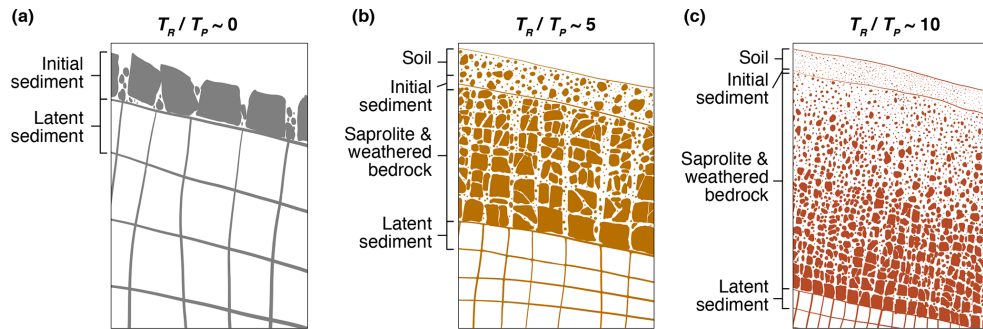 (a)
T_R / T_P ~ 0
Initial
sediment
Latent
sediment
(b)
T_R / T_P ~ 5
Soil
Initial
sediment
Saprolite &
weathered
bedrock
Latent
sediment
(c)
T_R / T_P ~ 10
Soil
Initial
sediment
Saprolite &
weathered
bedrock
Latent
sediment